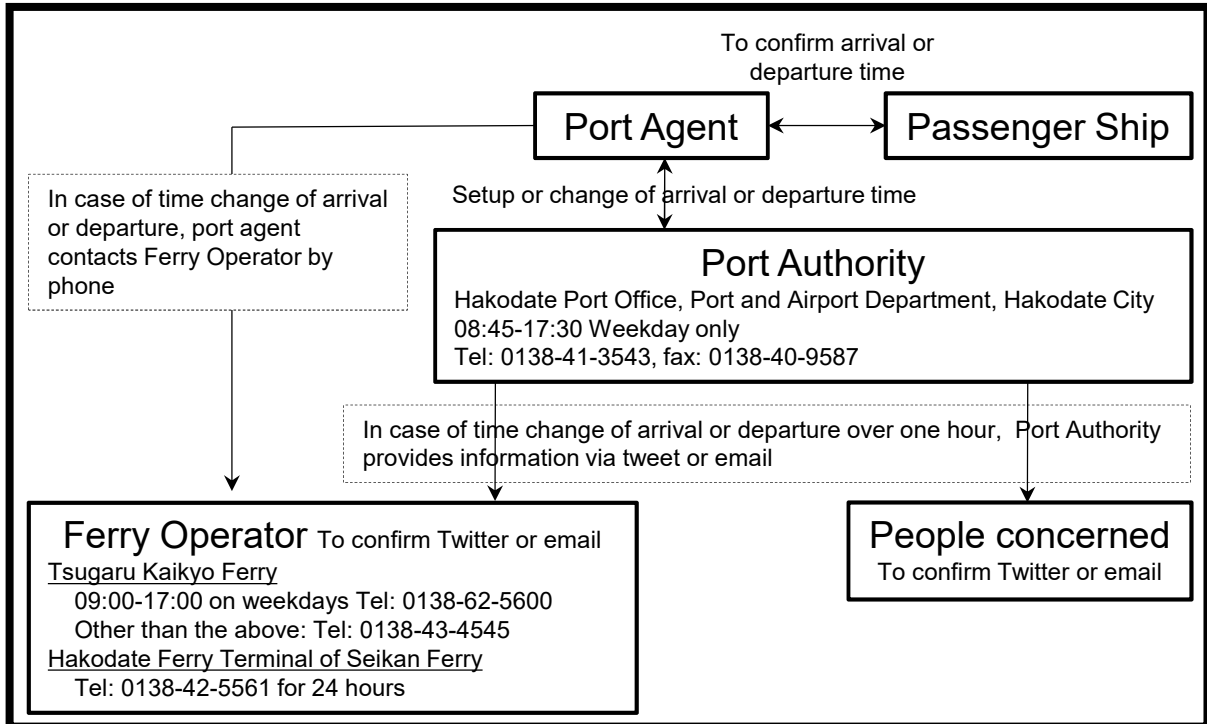 To confirm arrival or
departure time
Port Agent
Passenger Ship
In case of time change of arrival
or departure, port agent
contacts Ferry Operator by
phone
Setup or change of arrival or departure time
Port Authority
Hakodate Port Office, Port and Airport Department, Hakodate City
08:45-17:30 Weekday only
Tel: 0138-41-3543, fax: 0138-40-9587
In case of time change of arrival or departure over one hour, Port Authority
provides information via tweet or email
Ferry Operator To confirm Twitter or email
Tsugaru Kaikyo Ferry
09:00-17:00 on weekdays Tel: 0138-62-5600
Other than the above: Tel: 0138-43-4545
Hakodate Ferry Terminal of Seikan Ferry
Tel: 0138-42-5561 for 24 hours
People concerned
To confirm Twitter or email